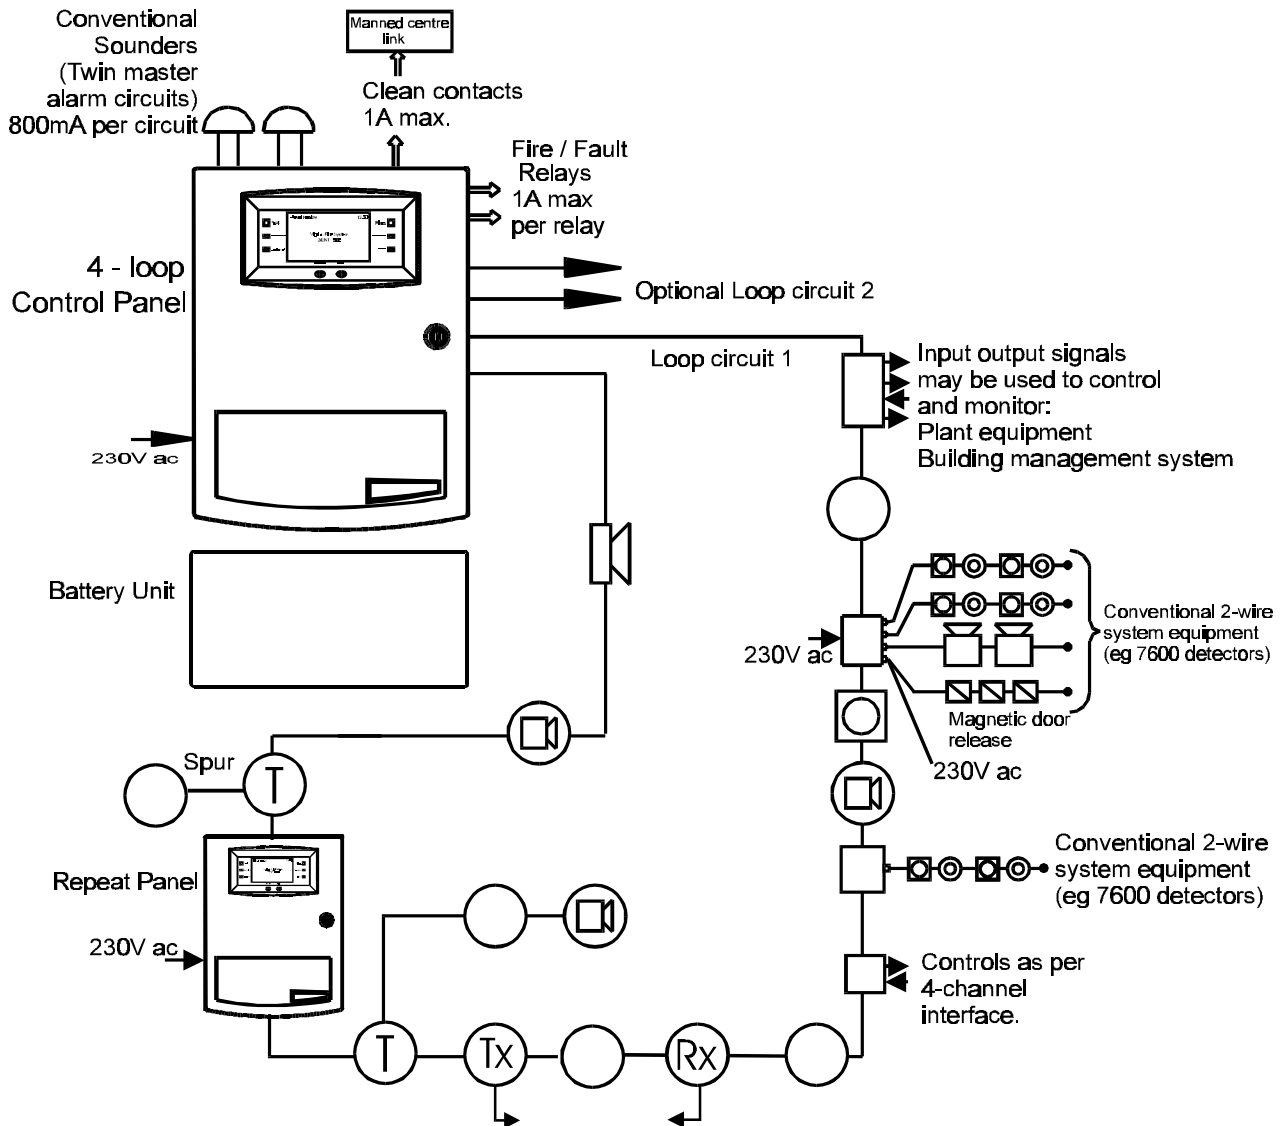 Conventional
Sounders
(Twin master
alarm circuits)
800mA per circuit
Manned centre
link
Clean contacts
1A max.
Fire / Fault
Relays
1A max
per relay
4 - loop
Control Panel
Optional Loop circuit 2
Loop circuit 1
230V ac
Input output signals
may be used to control
and monitor:
Plant equipment
Building management system
Battery Unit
230V ac
Conventional 2-wire
system equipment
(eg 7600 detectors)
Magnetic door
release
230V ac
Spur
T
Repeat Panel
230V ac
Conventional 2-wire
system equipment
(eg 7600 detectors)
Controls as per
4-channel
interface.
T
Tx
Rx